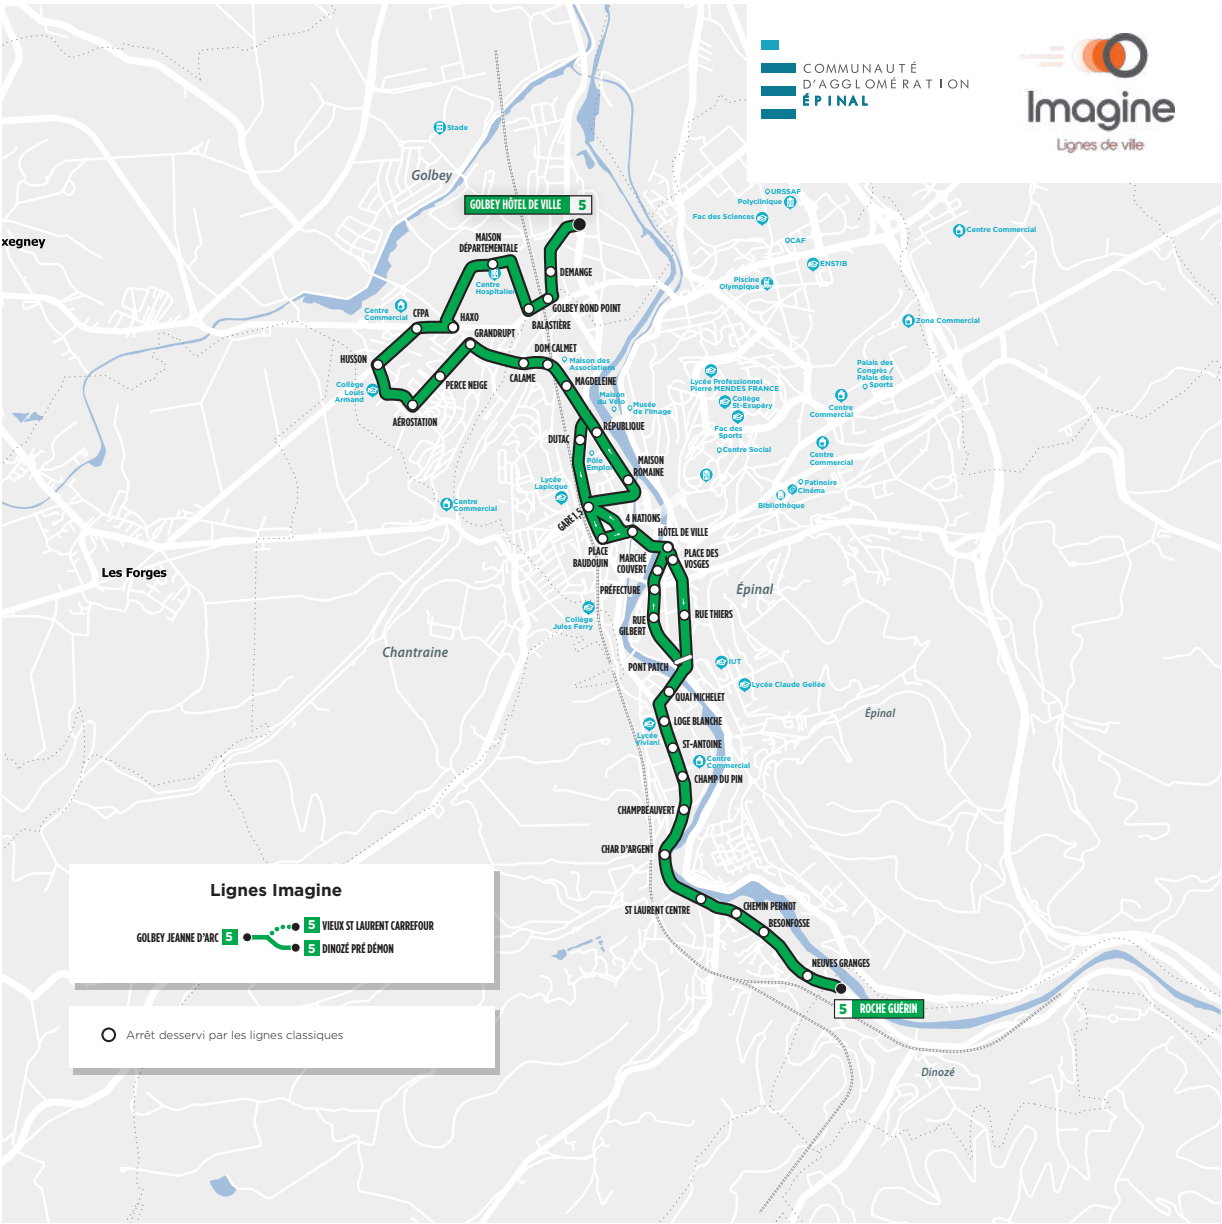 COMMUNAUTÉ
D'AGGLOMÉRATION
ÉPINAL
Imagine
Lignes de ville
Stade
Golbey
URSSAF
Polyclinique
Fac des Sciences
GOLBEY HÔTEL DE VILLE 5
Centre Commercial
xegney
CAF
MAISON
DÉPARTEMENTALE
ENSTIB
DEMANGE
Centre
Hospitalier
Piscine
Olympique
GOLBEY ROND POINT
Centre
Commercial
CFPA
HAXO
BALASTIÈRE
Zone Commercial
GRANDRUPT
DOM CALMET
HUSSON
Maison des
Associations
CALAME
PERCE NEIGE
MAGDELEINE
Collège
Louis
Armand
Lycée Professionnel
Pierre MENDES FRANCE
Palais des
Congrès /
Palais des
Sports
Maison
du Vélo
Musée
de l'Image
Collège
St-Exupéry
Centre
Commercial
AÉROSTATION
RÉPUBLIQUE
Fac des
Sports
DUTAC
Centre Social
Centre
Commercial
Pôle
Emploi
MAISON
ROMAINE
Lycée
Lapicque
Patinoire
Cinéma
Bibliothèque
Centre
Commercial
GARE 1,5
4 NATIONS
HÔTEL DE VILLE
PLACE
BAUDOUIN
MARCHÉ
COUVERT
PLACE DES
VOSGES
Les Forges
PRÉFECTURE
Épinal
Collège
Jules Ferry
RUE
GILBERT
RUE THIERS
Chantraine
PONT PATCH
IUT
Lycée Claude Gellée
QUAI MICHELET
Épinal
LOGE BLANCHE
Lycée
Viviani
ST-ANTOINE
Centre
Commercial
CHAMP DU PIN
CHAMPBEAUVERT
CHAR D'ARGENT
ST LAURENT CENTRE
CHEMIN PERNOT
BESONFOSSE
NEUVES GRANGES
5 ROCHE GUÉRIN
Dinozé
Lignes Imagine
GOLBEY JEANNE D'ARC 5
5 VIEUX ST LAURENT CARREFOUR
5 DINOZÉ PRÉ DÉMON
Arrêt desservi par les lignes classiques